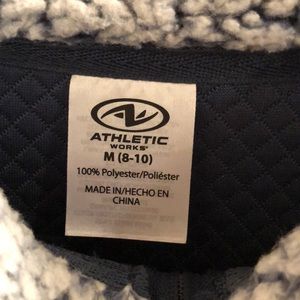 ATHLETIC
WORKS®
M (8-10)
100% Polyester/Poliéster
MADE IN/HECHO EN
CHINA